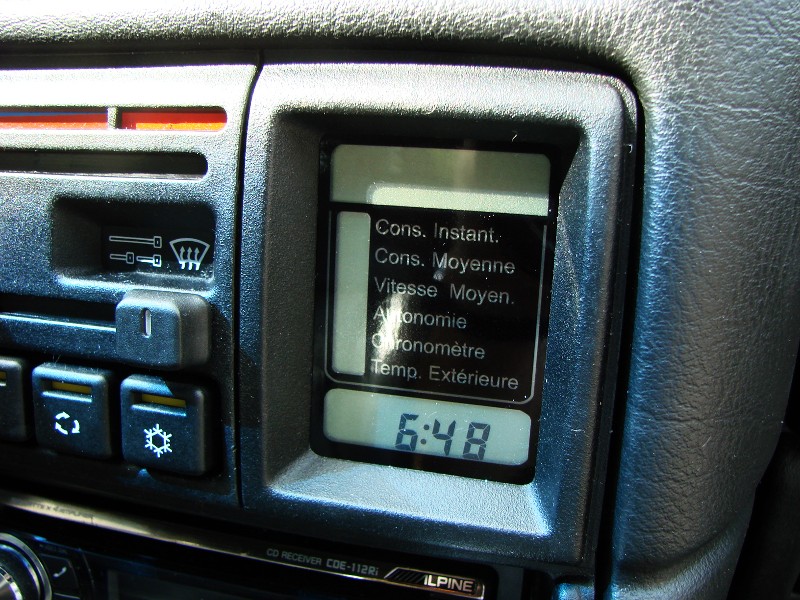 Cons. Instant.
Cons. Moyenne
Vitesse Moyen.
Autonomie
Chronomètre
Temp. Extérieure
6:48
CD RECEIVER CDE-112Ri
ALPINE